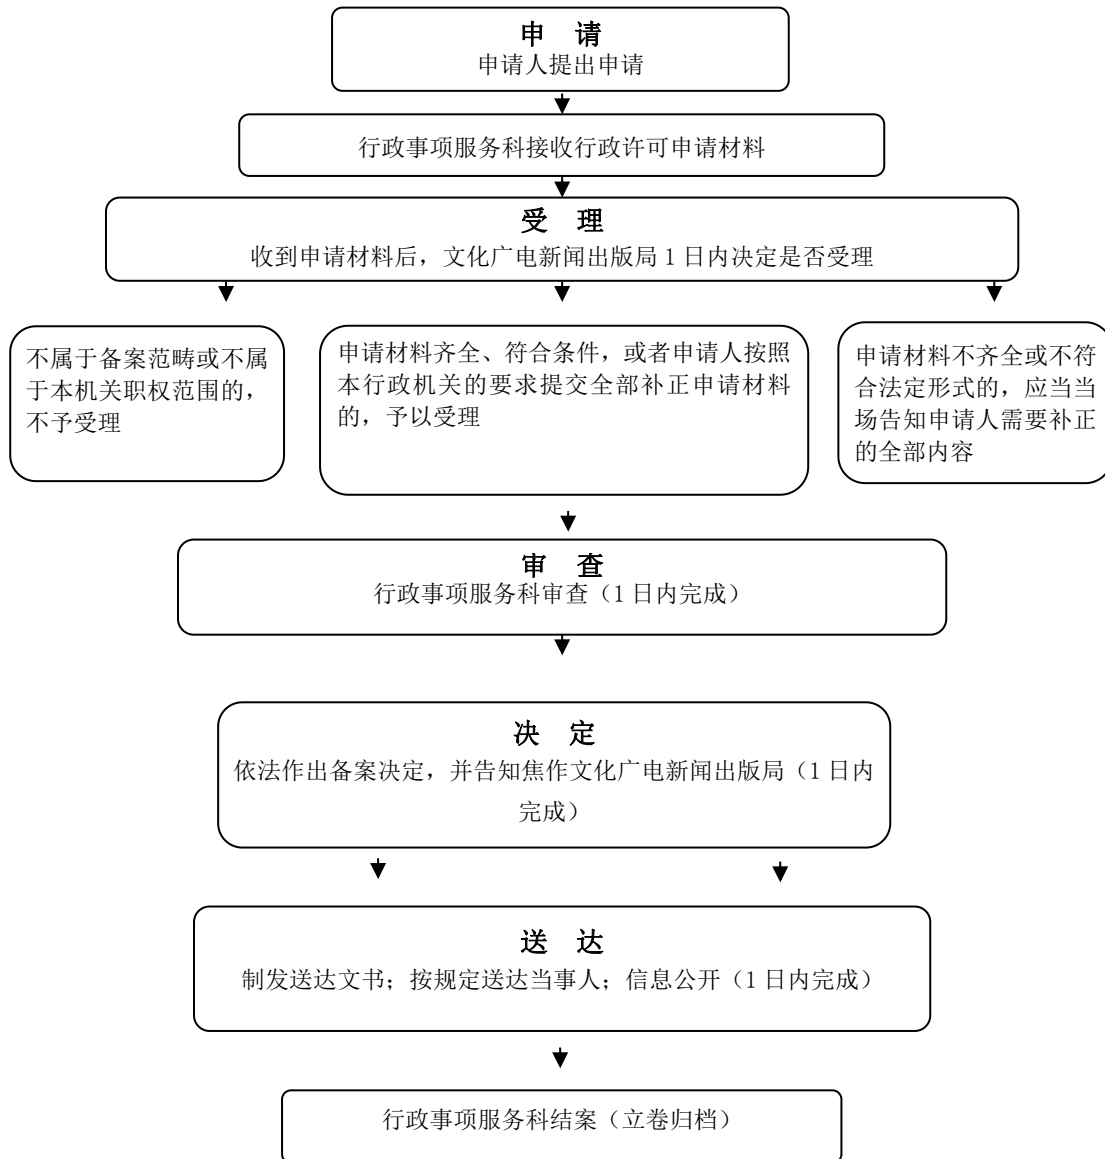 申 请
申请人提出申请
行政事项服务科接收行政许可申请材料
受 理
收到申请材料后，文化广电新闻出版局 1 日内决定是否受理
不属于备案范畴或不属
于本机关职权范围的，
不予受理
申请材料齐全、符合条件，或者申请人按照
本行政机关的要求提交全部补正申请材料
的，予以受理
申请材料不齐全或不符
合法定形式的，应当当
场告知申请人需要补正
的全部内容
审 查
行政事项服务科审查（1 日内完成）
决 定
依法作出备案决定，并告知焦作文化广电新闻出版局（1 日内
完成）
送 达
制发送达文书；按规定送达当事人；信息公开（1 日内完成）
行政事项服务科结案（立卷归档）